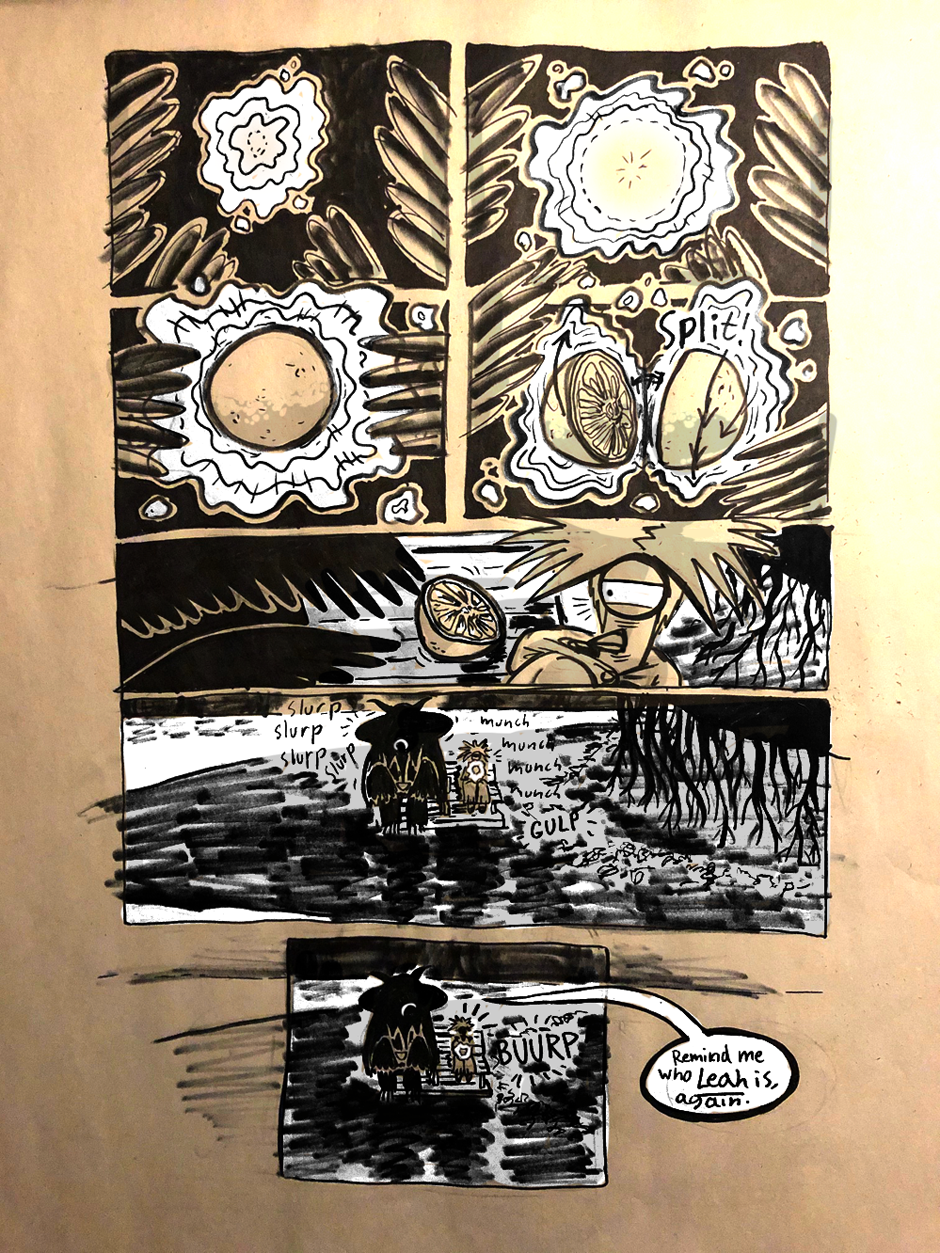 Split!
slurp
slurp
slurp
slurp
munch
munch
munch
munch
GULP
BUURP
Remind me
who Leah is,
again.